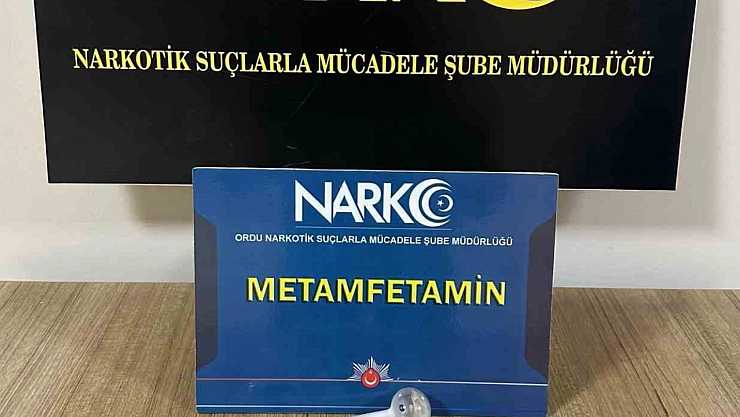 NARKOTİK SUÇLARLA MÜCADELE ŞUBE MÜDÜRLÜĞÜ
NARKO
ORDU NARKOTİK SUÇLARLA MÜCADELE ŞUBE MÜDÜRLÜĞÜ
METAMFETAMİN